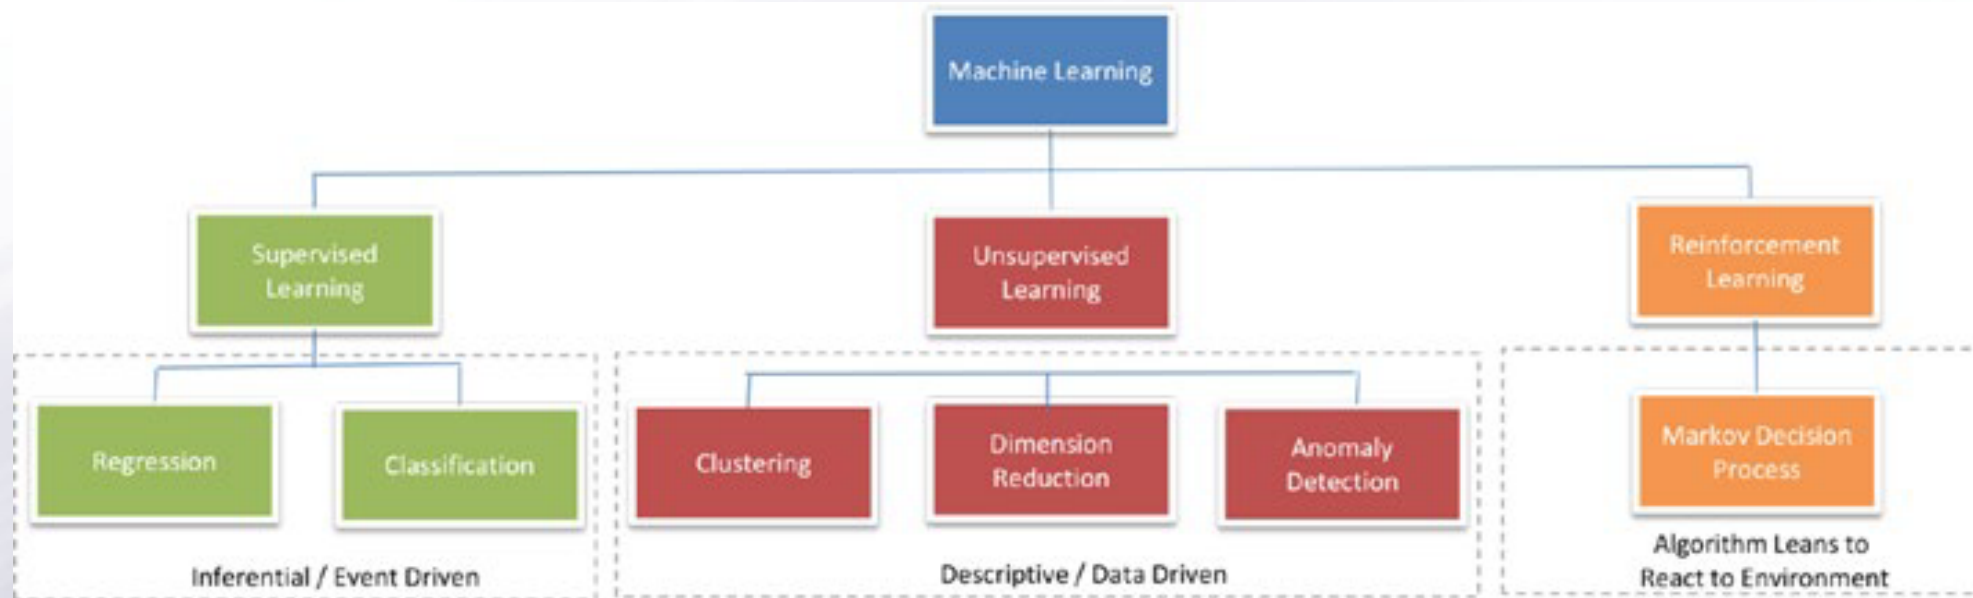 Machine Learning
Supervised
Learning
Unsupervised
Learning
Reinforcement
Learning
Regression
Classification
Clustering
Dimension
Reduction
Anomaly
Detection
Markov Decision
Process
Inferential / Event Driven
Descriptive / Data Driven
Algorithm Leans to
React to Environment